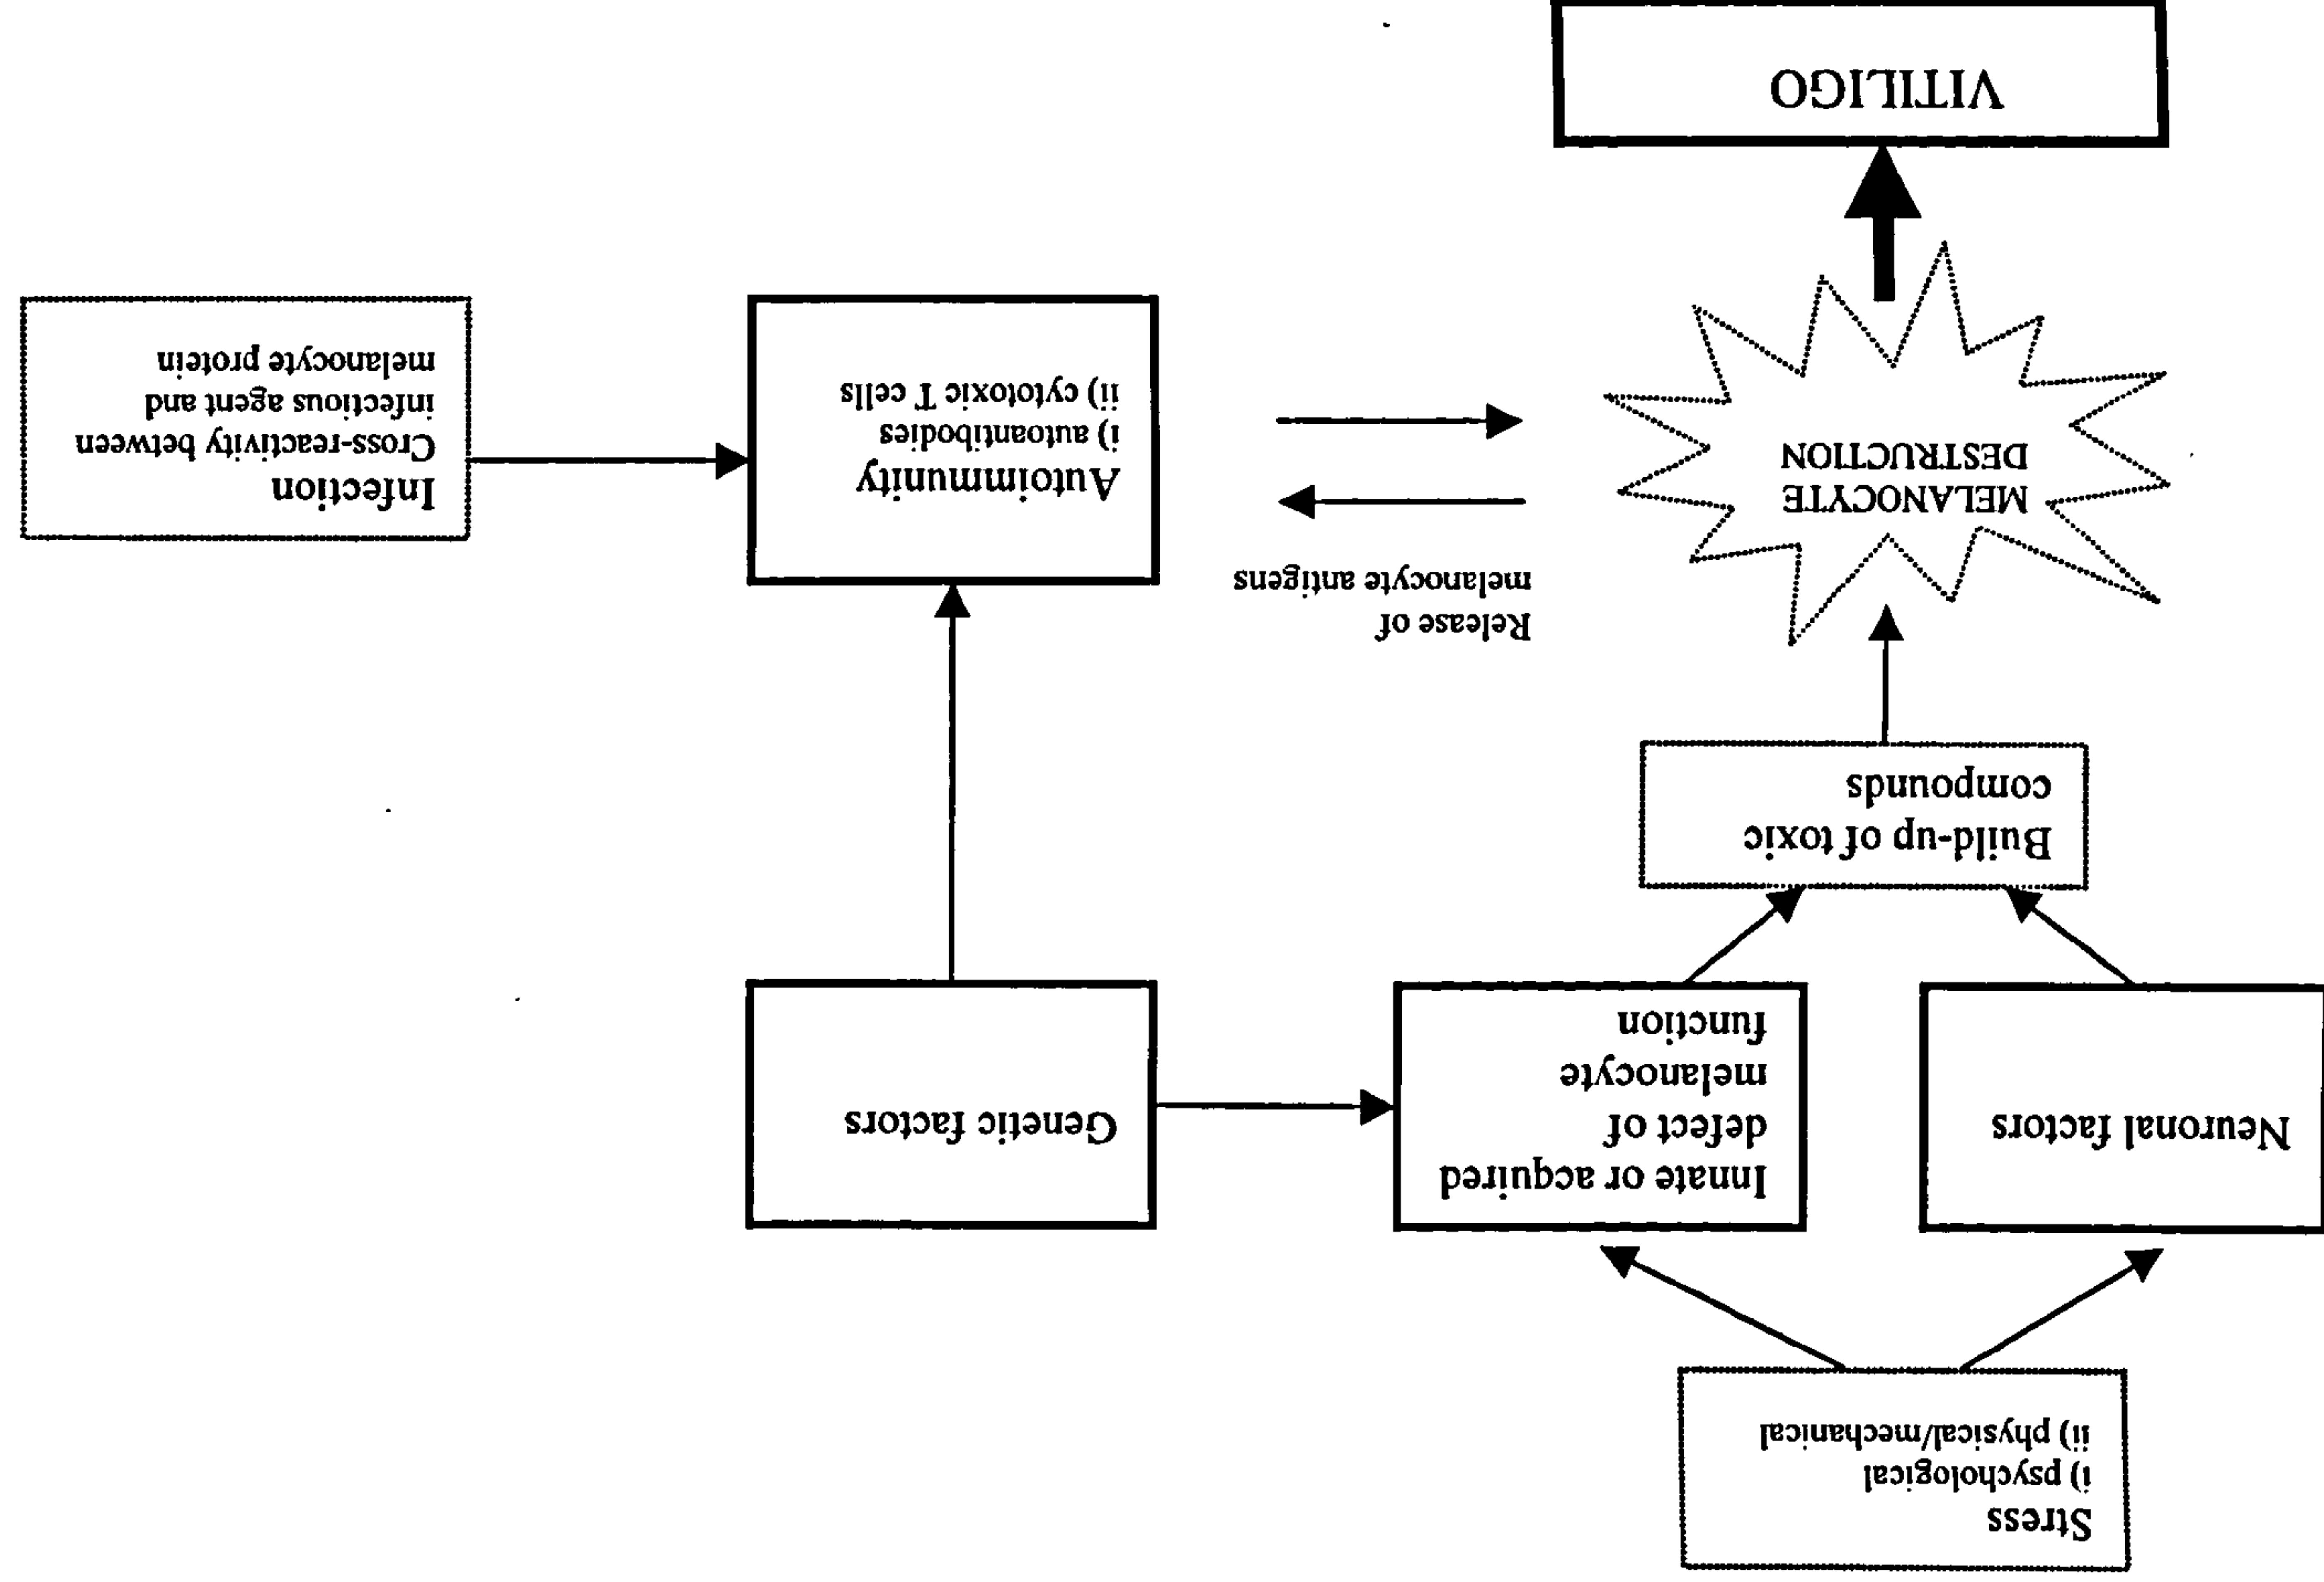 Stress
i) psychological
ii) physical/mechanical
Neuronal factors
Innate or acquired
defect of
melanocyte
function
Genetic factors
Build-up of toxic
compounds
Release of
melanocyte antigens
MELANOCYTE
DESTRUCTION
Autoimmunity
i) autoantibodies
ii) cytotoxic T cells
Infection
Cross-reactivity between
infectious agent and
melanocyte protein
VITILIGO